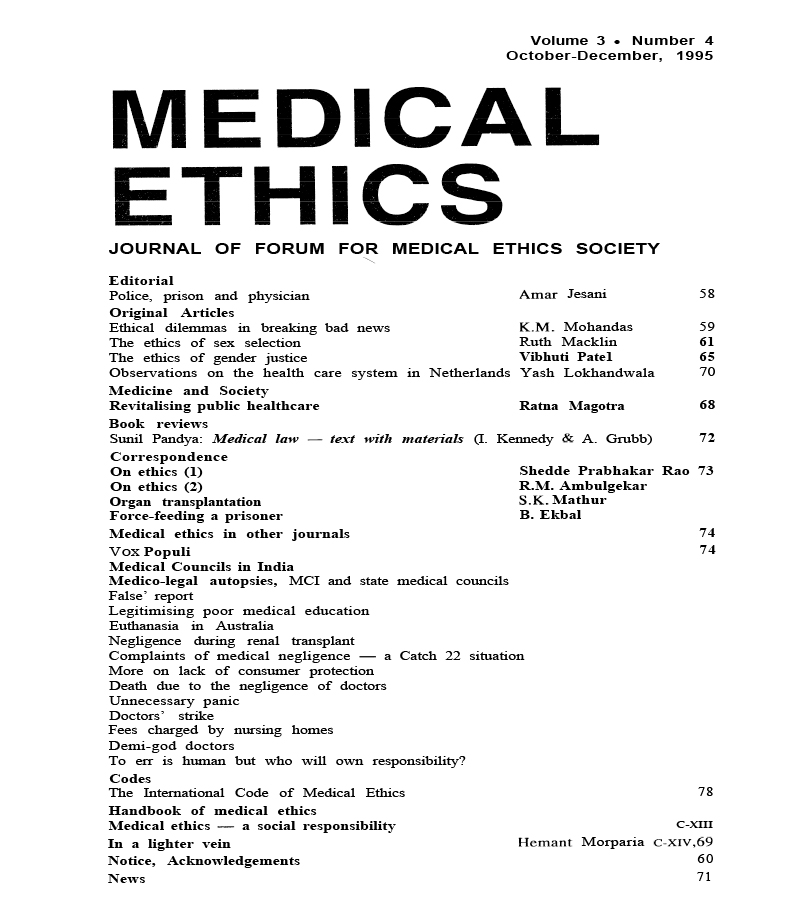 Volume 3 • Number 4
October-December, 1995
MEDICAL
ETHICS
JOURNAL OF FORUM FOR MEDICAL ETHICS SOCIETY
Editorial
Police, prison and physician Amar Jesani 58
Original Articles
Ethical dilemmas in breaking bad news K.M. Mohandas 59
The ethics of sex selection Ruth Macklin 61
The ethics of gender justice Vibhuti Patel 65
Observations on the health care system in Netherlands Yash Lokhandwala 70
Medicine and Society
Revitalising public healthcare Ratna Magotra 68
Book reviews
Sunil Pandya: Medical law — text with materials (I. Kennedy & A. Grubb) 72
Correspondence
On ethics (1) Shedde Prabhakar Rao 73
On ethics (2) R.M. Ambulgekar
Organ transplantation S.K. Mathur
Force-feeding a prisoner B. Ekbal
Medical ethics in other journals 74
Vox Populi 74
Medical Councils in India
Medico-legal autopsies, MCI and state medical councils
False' report
Legitimising poor medical education
Euthanasia in Australia
Negligence during renal transplant
Complaints of medical negligence — a Catch 22 situation
More on lack of consumer protection
Death due to the negligence of doctors
Unnecessary panic
Doctors' strike
Fees charged by nursing homes
Demi-god doctors
To err is human but who will own responsibility?
Codes
The International Code of Medical Ethics 78
Handbook of medical ethics
Medical ethics — a social responsibility C-XIII
In a lighter vein Hemant Morparia C-XIV,69
Notice, Acknowledgements 60
News 71